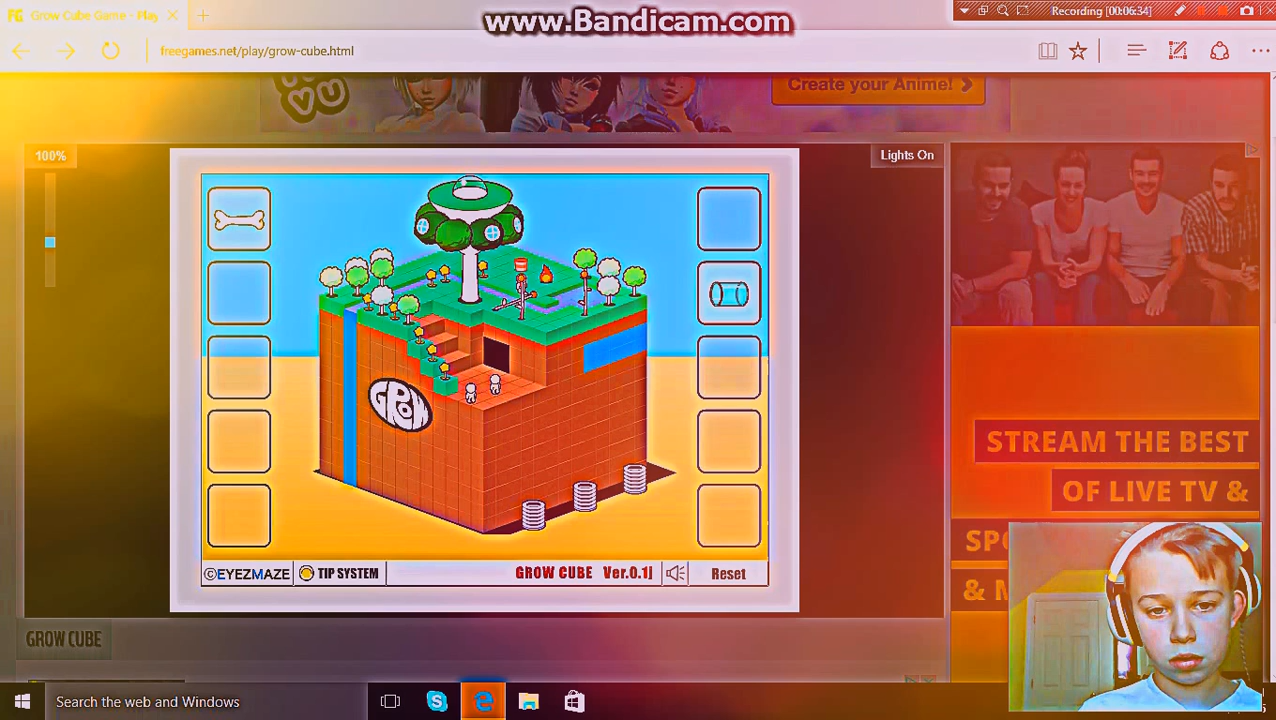 www.Bandicam.com
Recording [00:06:34]
Grow Cube Game - Play
freegames.net/play/grow-cube.html
Create your Anime!
100%
Lights On
GROW
STREAM THE BEST
OF LIVE TV &
©EYEZMAZE
TIP SYSTEM
GROW CUBE Ver.0.1
Reset
GROW CUBE
Search the web and Windows